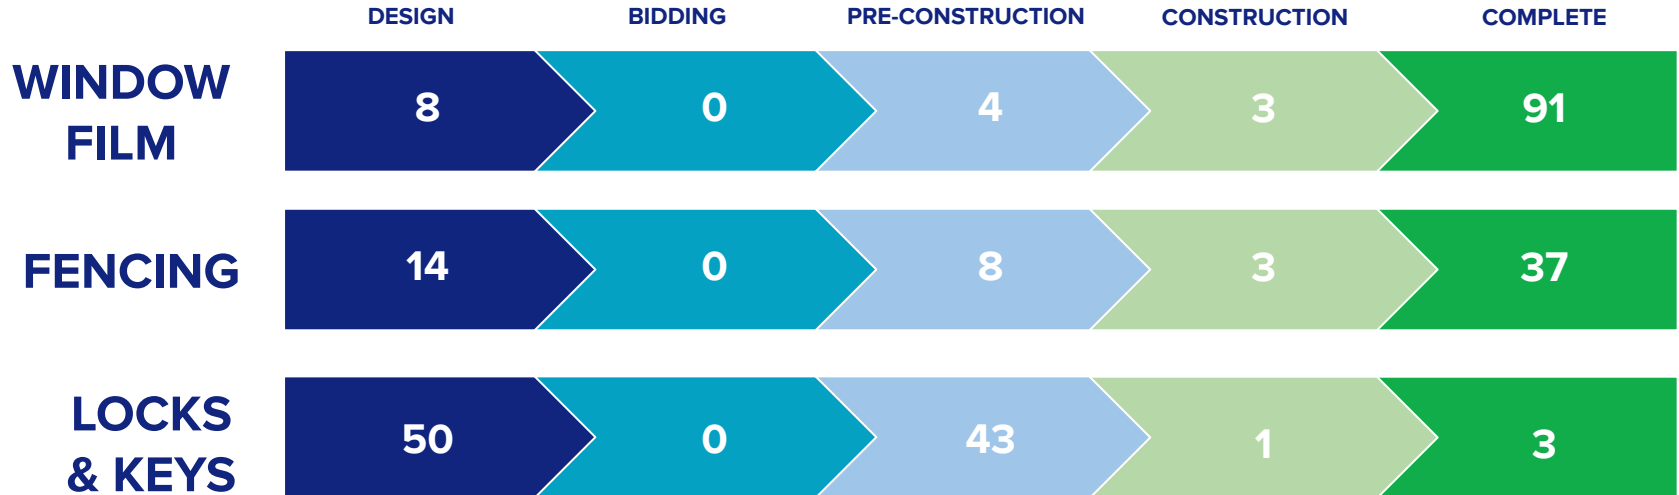 DESIGN BIDDING PRE-CONSTRUCTION CONSTRUCTION COMPLETE
WINDOW
FILM
8 0 4 3 91
FENCING
14 0 8 3 37
LOCKS
& KEYS
50 0 43 1 3